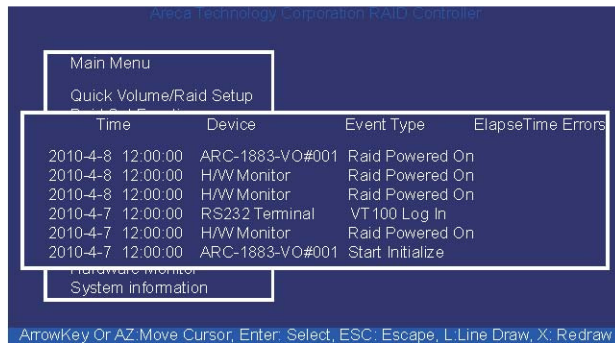 Areca Technology Corporation RAID Controller
Main Menu
Quick Volume/Raid Setup
Time Device Event Type ElapseTime Errors
2010-4-8 12:00:00 ARC-1883-VO#001 Raid Powered On
2010-4-8 12:00:00 H/W Monitor Raid Powered On
2010-4-8 12:00:00 H/W Monitor Raid Powered On
2010-4-7 12:00:00 RS232 Terminal VT100 Log In
2010-4-7 12:00:00 H/W Monitor Raid Powered On
2010-4-7 12:00:00 ARC-1883-VO#001 Start Initialize
Hardware Monitor
System information
ArrowKey Or AZ:Move Cursor, Enter: Select, ESC: Escape, L:Line Draw, X: Redraw